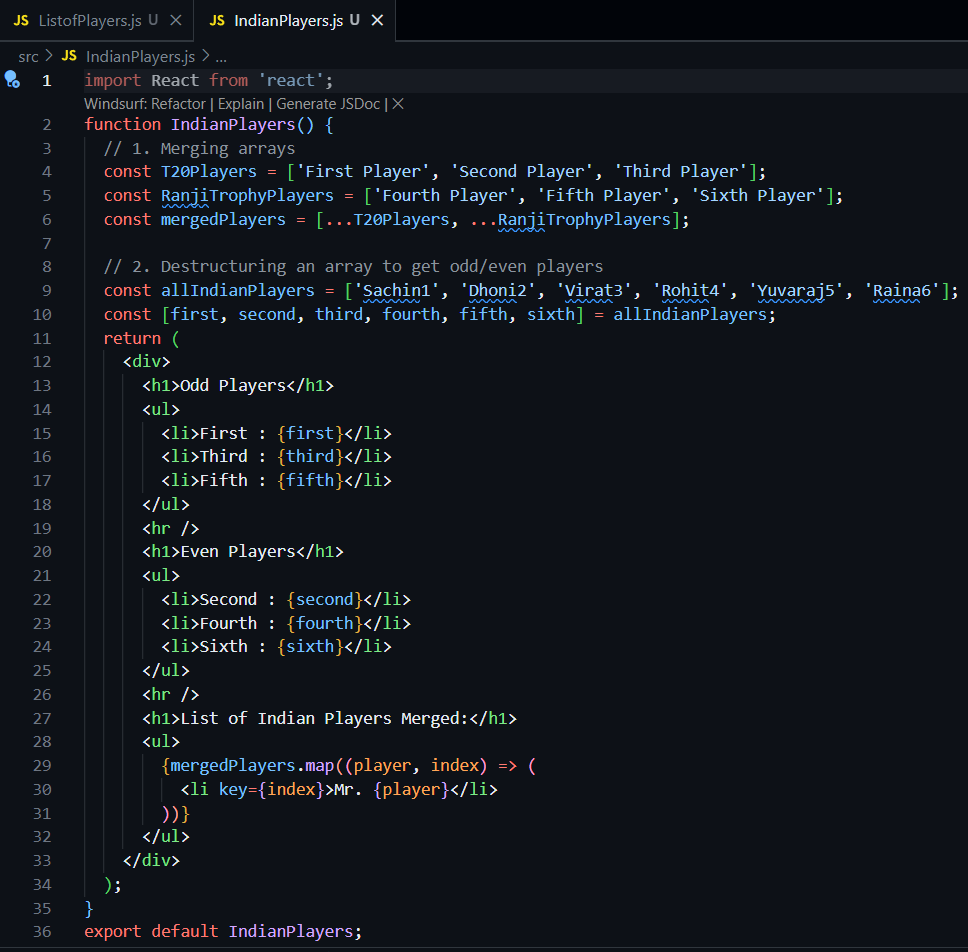 JS ListofPlayers.js U × JS IndianPlayers.js U ×
src > JS IndianPlayers.js > ...
1 import React from 'react';
Windsurf: Refactor | Explain | Generate JSDoc | ×
2 function IndianPlayers() {
3   // 1. Merging arrays
4   const T20Players = ['First Player', 'Second Player', 'Third Player'];
5   const RanjiTrophyPlayers = ['Fourth Player', 'Fifth Player', 'Sixth Player'];
6   const mergedPlayers = [...T20Players, ...RanjiTrophyPlayers];
7
8   // 2. Destructuring an array to get odd/even players
9   const allIndianPlayers = ['Sachin1', 'Dhoni2', 'Virat3', 'Rohit4', 'Yuvaraj5', 'Raina6'];
10   const [first, second, third, fourth, fifth, sixth] = allIndianPlayers;
11   return (
12     <div>
13       <h1>Odd Players</h1>
14       <ul>
15         <li>First : {first}</li>
16         <li>Third : {third}</li>
17         <li>Fifth : {fifth}</li>
18       </ul>
19       <hr />
20       <h1>Even Players</h1>
21       <ul>
22         <li>Second : {second}</li>
23         <li>Fourth : {fourth}</li>
24         <li>Sixth : {sixth}</li>
25       </ul>
26       <hr />
27       <h1>List of Indian Players Merged:</h1>
28       <ul>
29         {mergedPlayers.map((player, index) => (
30           <li key={index}>Mr. {player}</li>
31         ))}
32       </ul>
33     </div>
34   );
35 }
36 export default IndianPlayers;